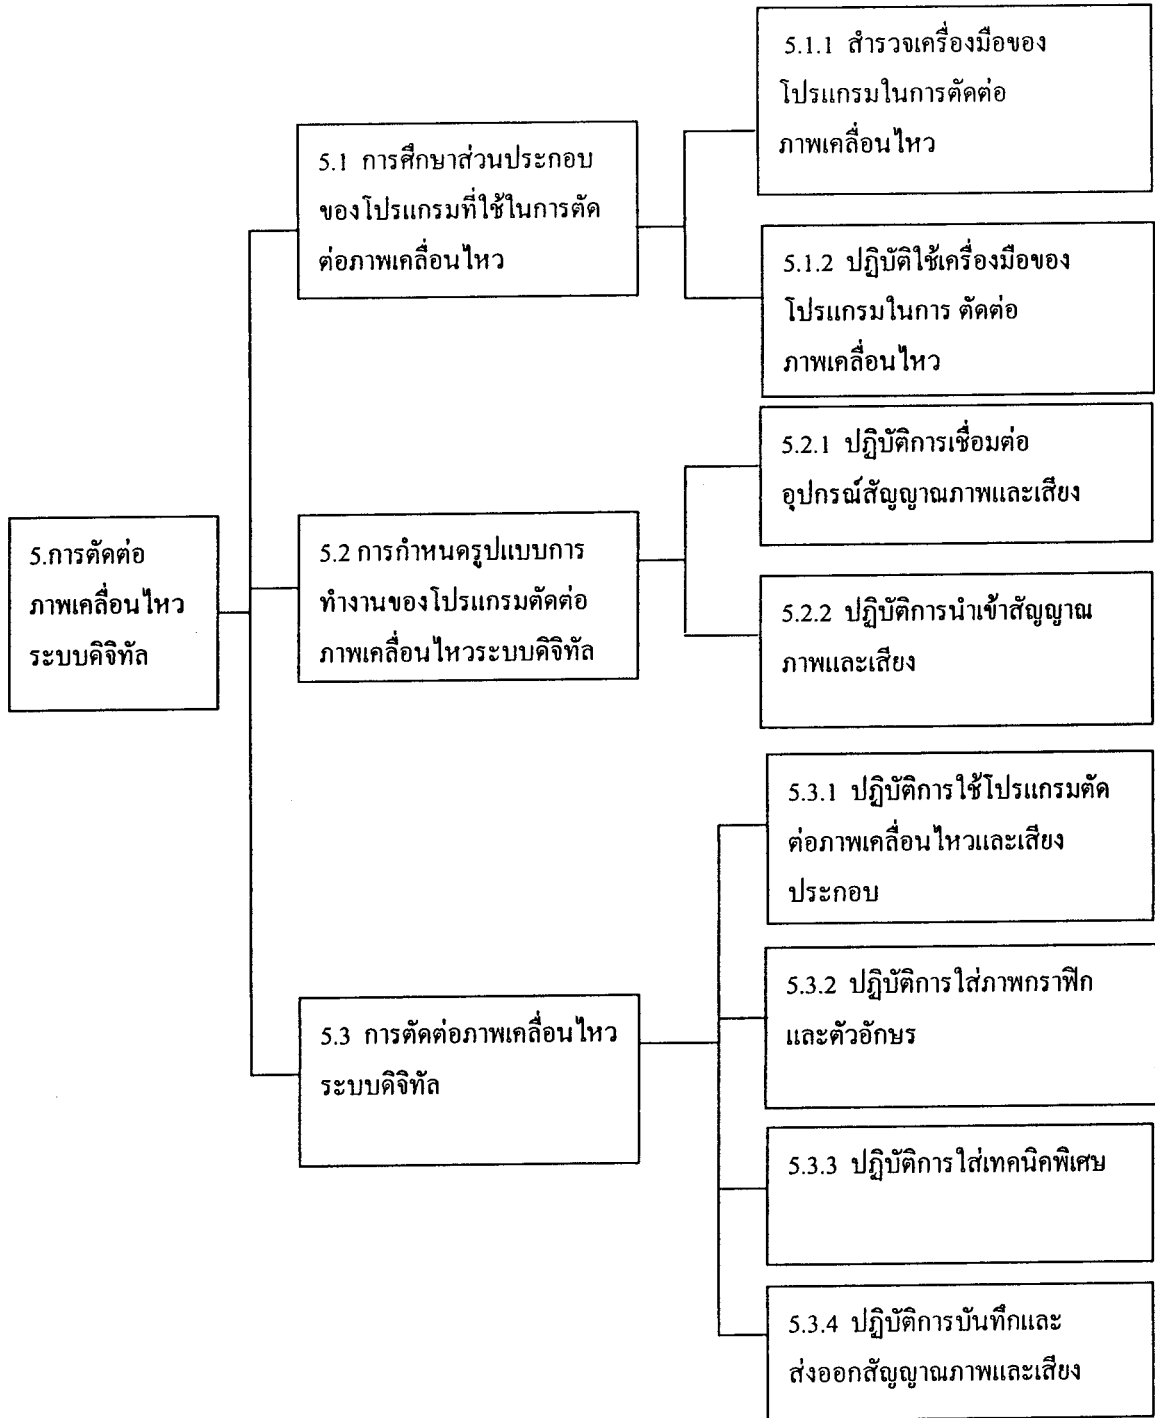 5.การตัดต่อ
ภาพเคลื่อนไหว
ระบบดิจิทัล
5.1 การศึกษาส่วนประกอบ
ของโปรแกรมที่ใช้ในการตัด
ต่อภาพเคลื่อนไหว
5.1.1 สำรวจเครื่องมือของ
โปรแกรมในการตัดต่อ
ภาพเคลื่อนไหว
5.1.2 ปฏิบัติใช้เครื่องมือของ
โปรแกรมในการ ตัดต่อ
ภาพเคลื่อนไหว
5.2 การกำหนดรูปแบบการ
ทำงานของโปรแกรมตัดต่อ
ภาพเคลื่อนไหวระบบดิจิทัล
5.2.1 ปฏิบัติการเชื่อมต่อ
อุปกรณ์สัญญาณภาพและเสียง
5.2.2 ปฏิบัติการนำเข้าสัญญาณ
ภาพและเสียง
5.3 การตัดต่อภาพเคลื่อนไหว
ระบบดิจิทัล
5.3.1 ปฏิบัติการใช้โปรแกรมตัด
ต่อภาพเคลื่อนไหวและเสียง
ประกอบ
5.3.2 ปฏิบัติการใส่ภาพกราฟิก
และตัวอักษร
5.3.3 ปฏิบัติการใส่เทคนิคพิเศษ
5.3.4 ปฏิบัติการบันทึกและ
ส่งออกสัญญาณภาพและเสียง